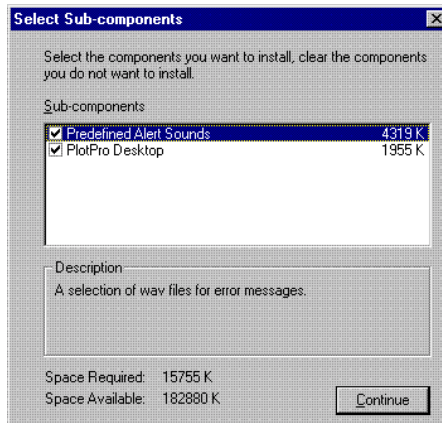 Select Sub-components
Select the components you want to install, clear the components
you do not want to install.
Sub-components
Predefined Alert Sounds 4319 K
PlotPro Desktop 1955 K
Description
A selection of wav files for error messages.
Space Required: 15755 K
Space Available: 182880 K
Continue